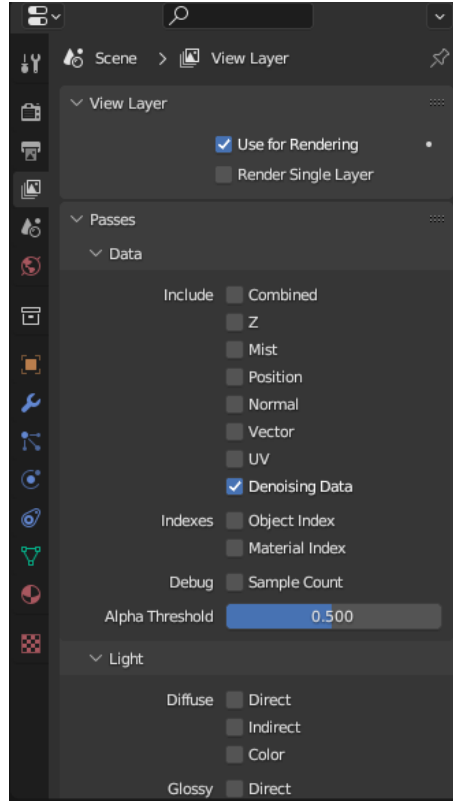 Scene > View Layer
View Layer
Use for Rendering
Render Single Layer
Passes
Data
Include Combined
Z
Mist
Position
Normal
Vector
UV
Denoising Data
Indexes Object Index
Material Index
Debug Sample Count
Alpha Threshold 0.500
Light
Diffuse Direct
Indirect
Color
Glossy Direct